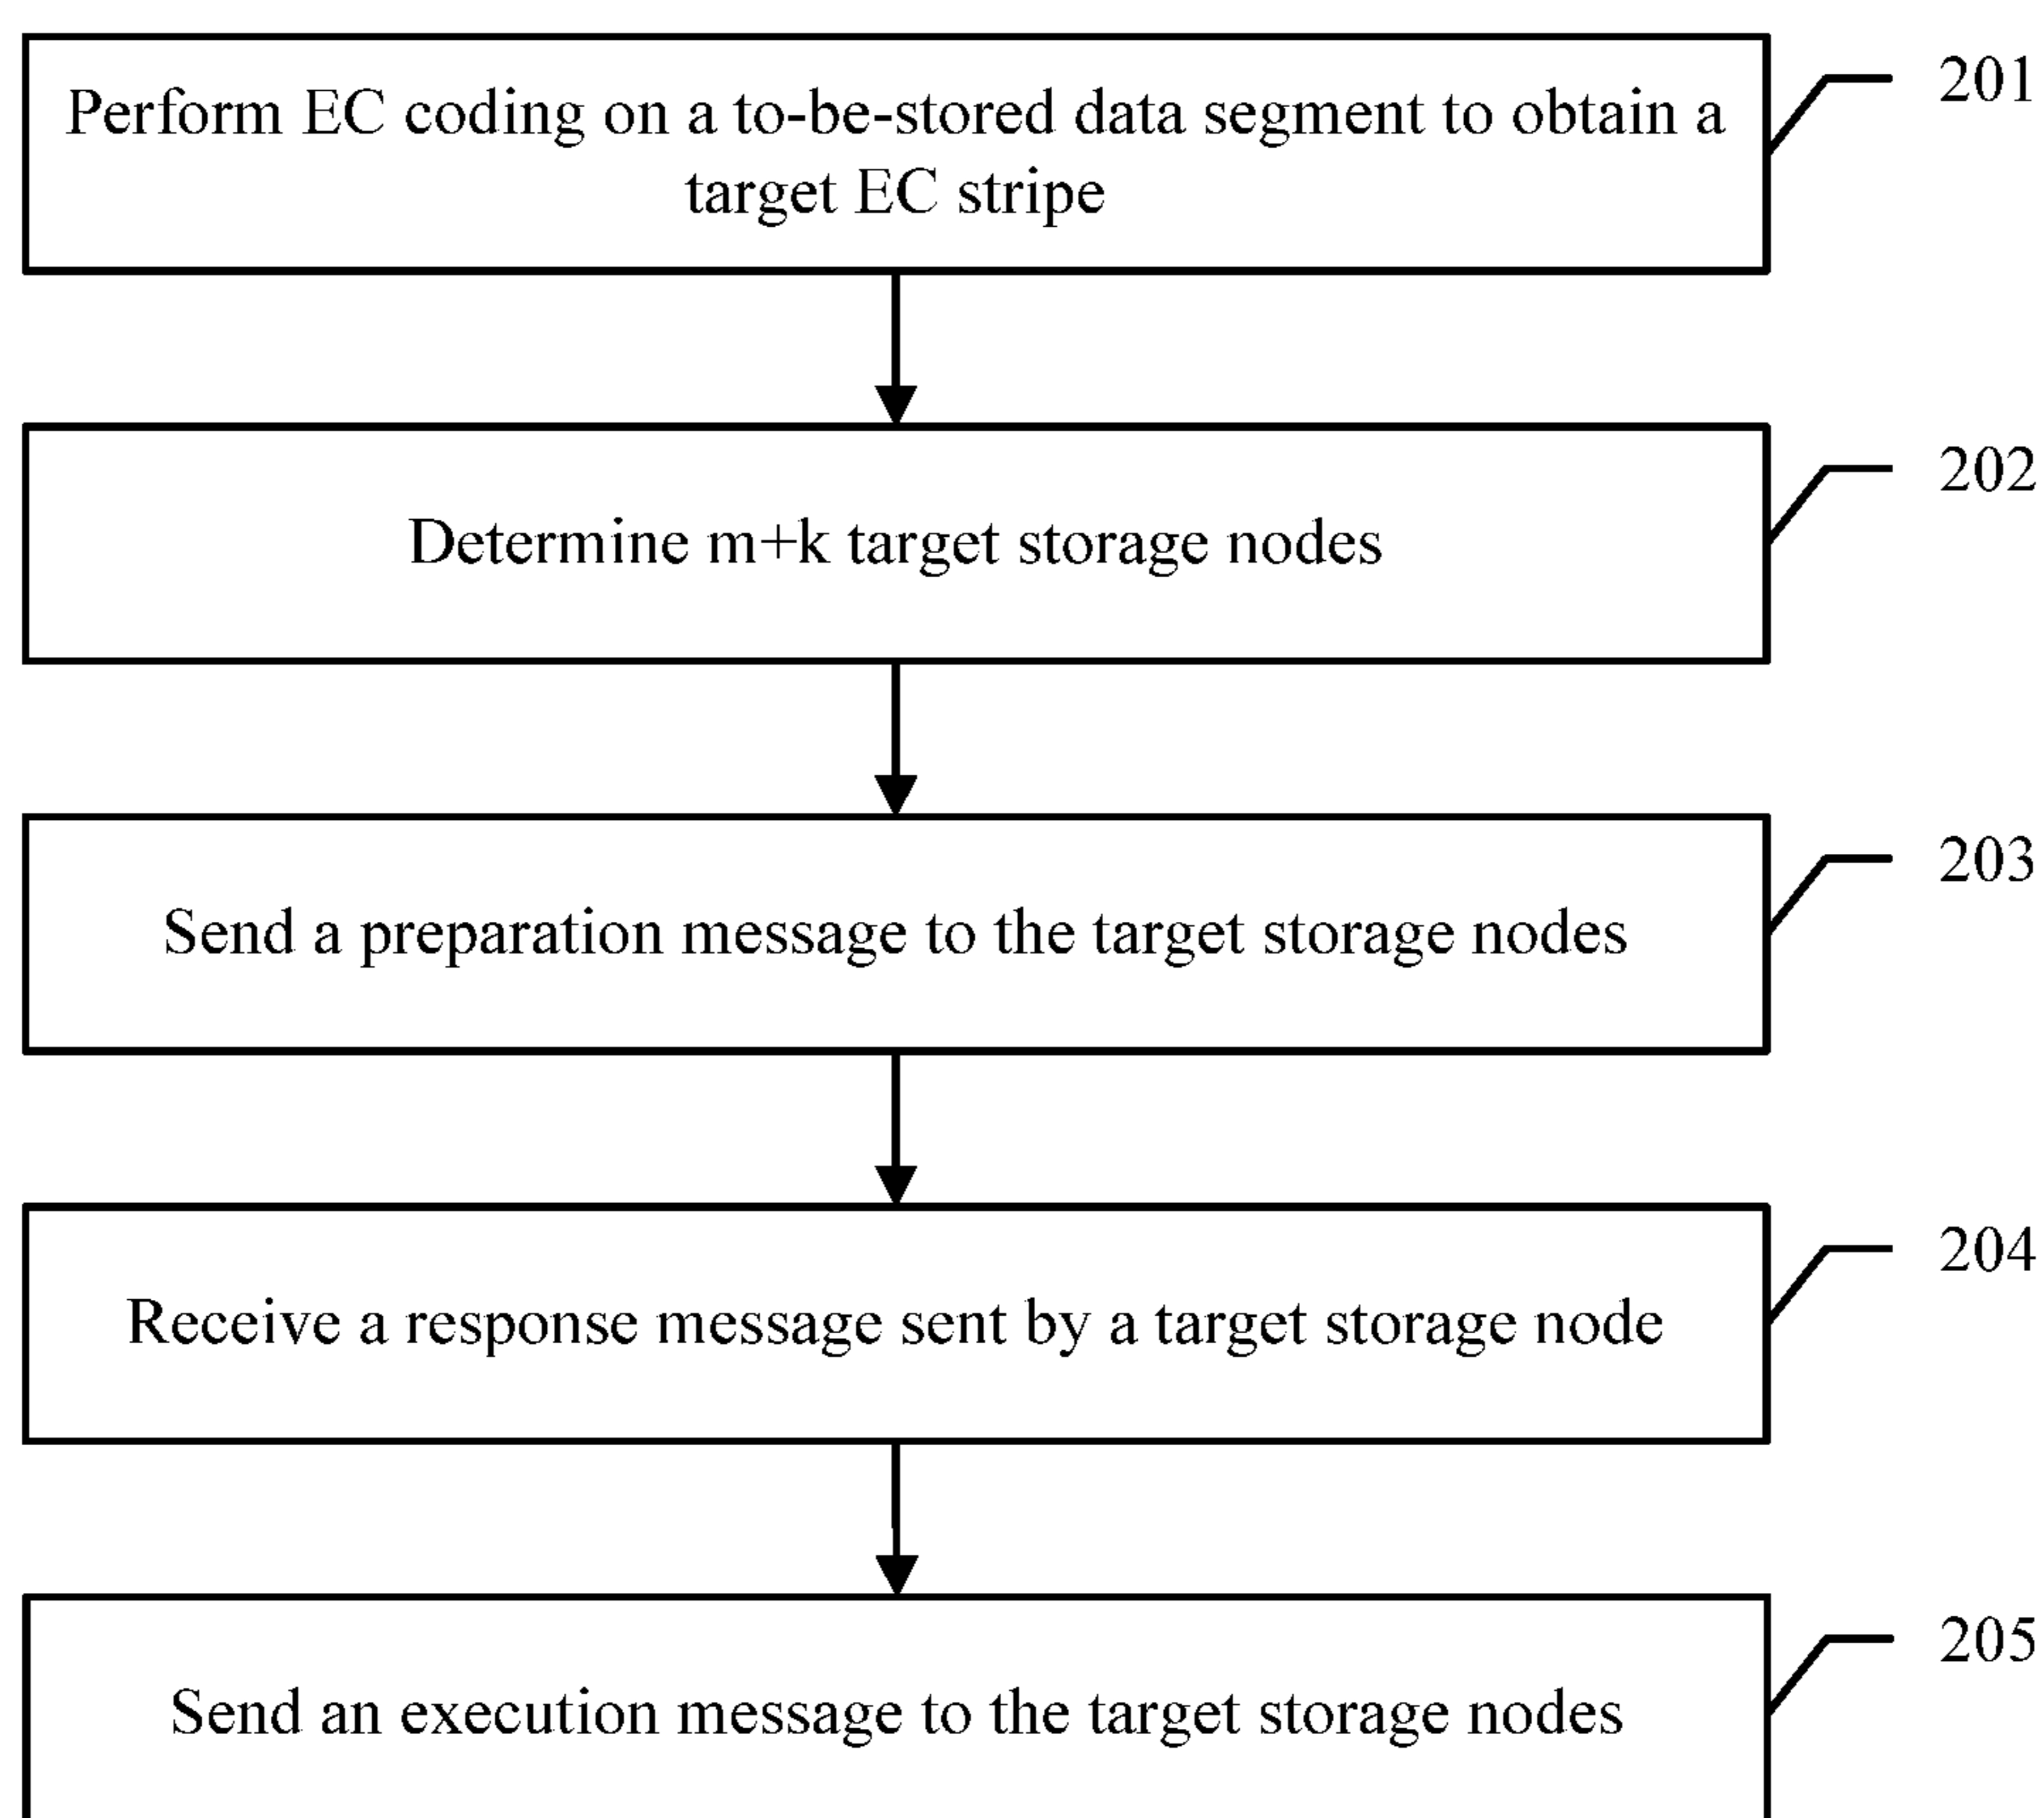 Perform EC coding on a to-be-stored data segment to obtain a
target EC stripe
201
Determine m+k target storage nodes
202
Send a preparation message to the target storage nodes
203
Receive a response message sent by a target storage node
204
Send an execution message to the target storage nodes
205